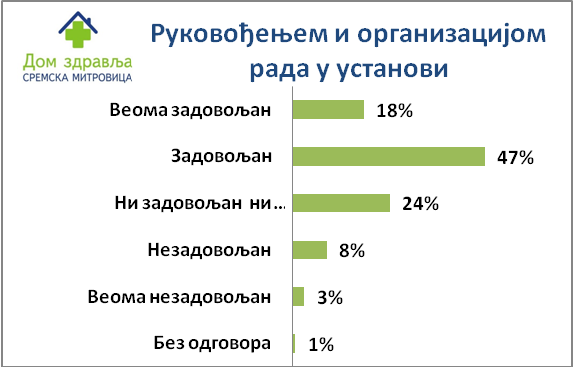 Дом здравља
СРЕМСКА МИТРОВИЦА
Руковођењем и организацијом
рада у установи
Веома задовољан 18%
Задовољан 47%
Ни задовољан ни... 24%
Незадовољан 8%
Веома незадовољан 3%
Без одговора 1%